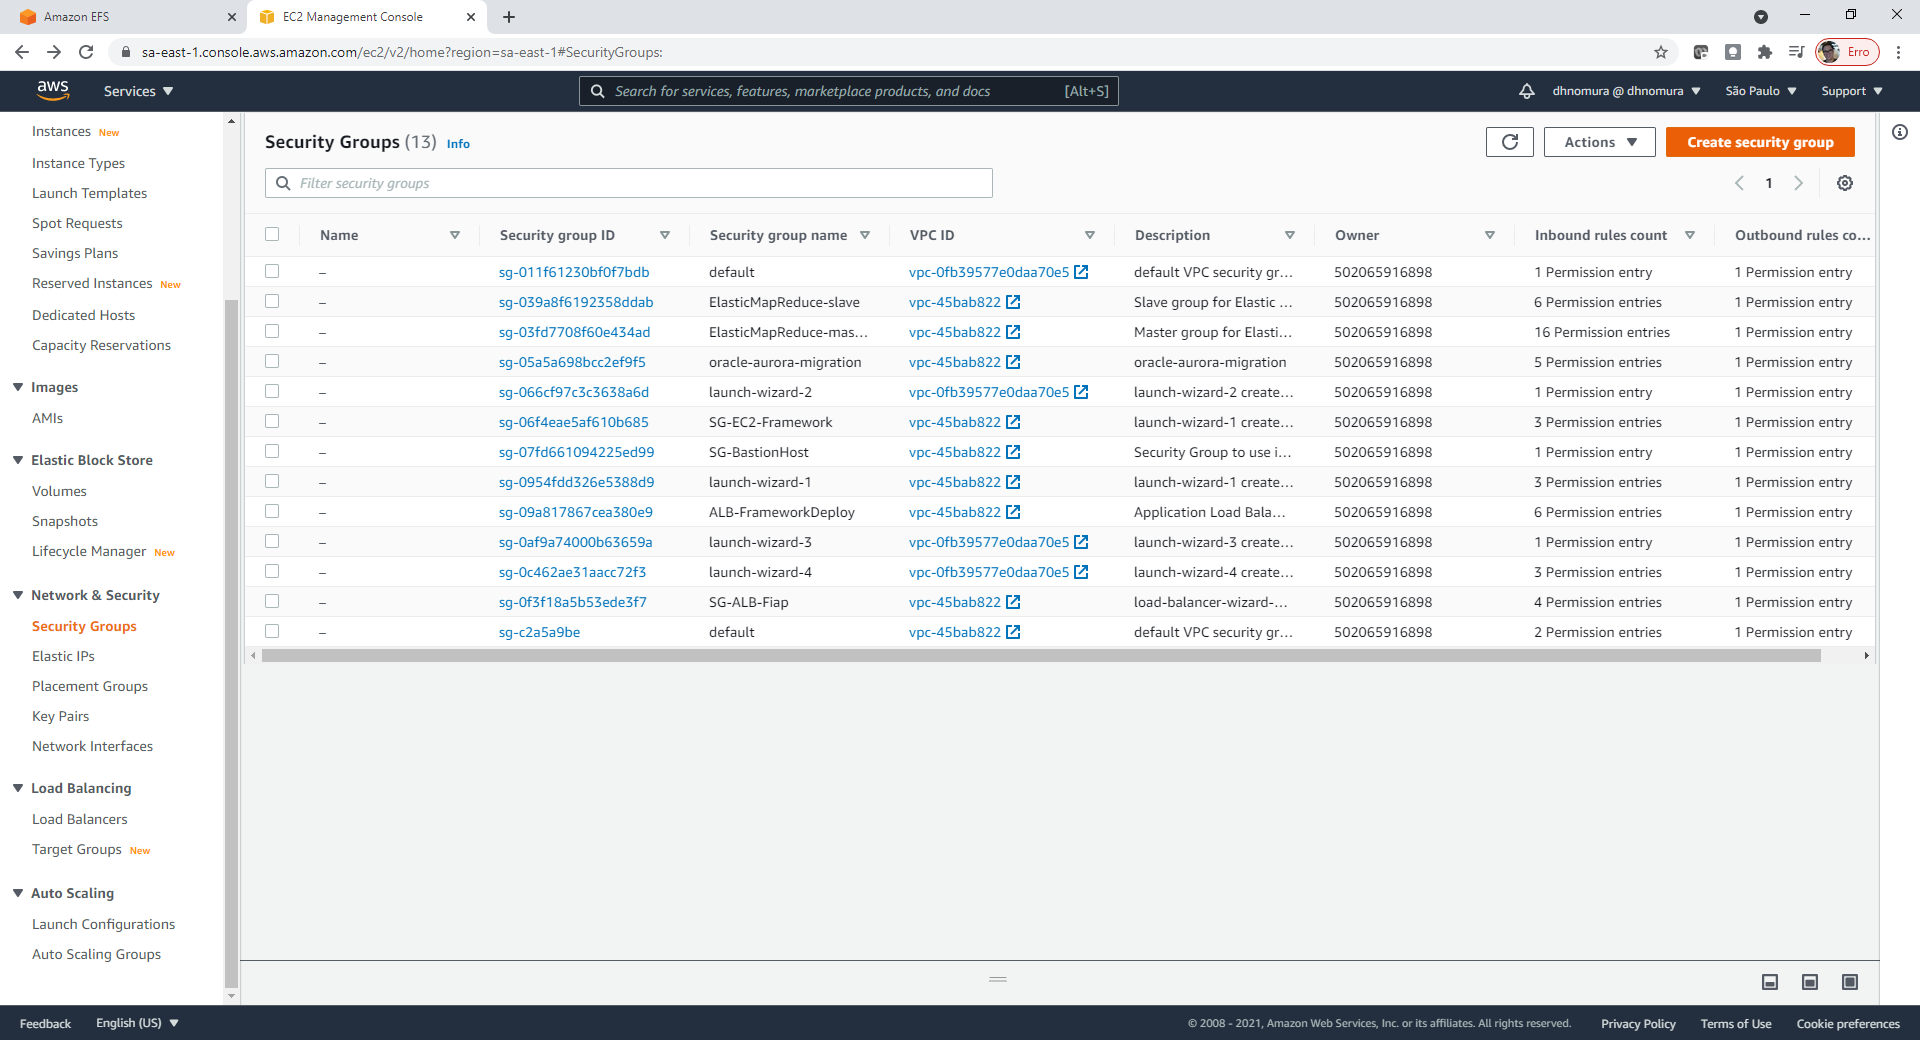 Amazon EFS
EC2 Management Console
sa-east-1.console.aws.amazon.com/ec2/v2/home?region=sa-east-1#SecurityGroups:
Erro
aws
Services
Search for services, features, marketplace products, and docs
[Alt+S]
dhnomura @ dhnomura
São Paulo
Support
Instances New
Instance Types
Launch Templates
Spot Requests
Savings Plans
Reserved Instances New
Dedicated Hosts
Capacity Reservations
Images
AMIs
Elastic Block Store
Volumes
Snapshots
Lifecycle Manager New
Network & Security
Security Groups
Elastic IPs
Placement Groups
Key Pairs
Network Interfaces
Load Balancing
Load Balancers
Target Groups New
Auto Scaling
Launch Configurations
Auto Scaling Groups
Security Groups (13) Info
Actions
Create security group
Filter security groups
1
Name Security group ID Security group name VPC ID Description Owner Inbound rules count Outbound rules co...
– sg-011f61230bf0f7bdb default vpc-0fb39577e0daa70e5 default VPC security gr... 502065916898 1 Permission entry 1 Permission entry
– sg-039a8f6192358ddab ElasticMapReduce-slave vpc-45bab822 Slave group for Elastic ... 502065916898 6 Permission entries 1 Permission entry
– sg-03fd7708f60e434ad ElasticMapReduce-mas... vpc-45bab822 Master group for Elasti... 502065916898 16 Permission entries 1 Permission entry
– sg-05a5a698bcc2ef9f5 oracle-aurora-migration vpc-45bab822 oracle-aurora-migration 502065916898 5 Permission entries 1 Permission entry
– sg-066cf97c3c3638a6d launch-wizard-2 vpc-0fb39577e0daa70e5 launch-wizard-2 create... 502065916898 1 Permission entry 1 Permission entry
– sg-06f4eae5af610b685 SG-EC2-Framework vpc-45bab822 launch-wizard-1 create... 502065916898 3 Permission entries 1 Permission entry
– sg-07fd661094225ed99 SG-BastionHost vpc-45bab822 Security Group to use i... 502065916898 1 Permission entry 1 Permission entry
– sg-0954fdd326e5388d9 launch-wizard-1 vpc-45bab822 launch-wizard-1 create... 502065916898 3 Permission entries 1 Permission entry
– sg-09a817867cea380e9 ALB-FrameworkDeploy vpc-45bab822 Application Load Bala... 502065916898 6 Permission entries 1 Permission entry
– sg-0af9a74000b63659a launch-wizard-3 vpc-0fb39577e0daa70e5 launch-wizard-3 create... 502065916898 1 Permission entry 1 Permission entry
– sg-0c462ae31aacc72f3 launch-wizard-4 vpc-0fb39577e0daa70e5 launch-wizard-4 create... 502065916898 3 Permission entries 1 Permission entry
– sg-0f3f18a5b53ede3f7 SG-ALB-Fiap vpc-45bab822 load-balancer-wizard-... 502065916898 4 Permission entries 1 Permission entry
– sg-c2a5a9be default vpc-45bab822 default VPC security gr... 502065916898 2 Permission entries 1 Permission entry
Feedback
English (US)
© 2008 - 2021, Amazon Web Services, Inc. or its affiliates. All rights reserved.
Privacy Policy
Terms of Use
Cookie preferences